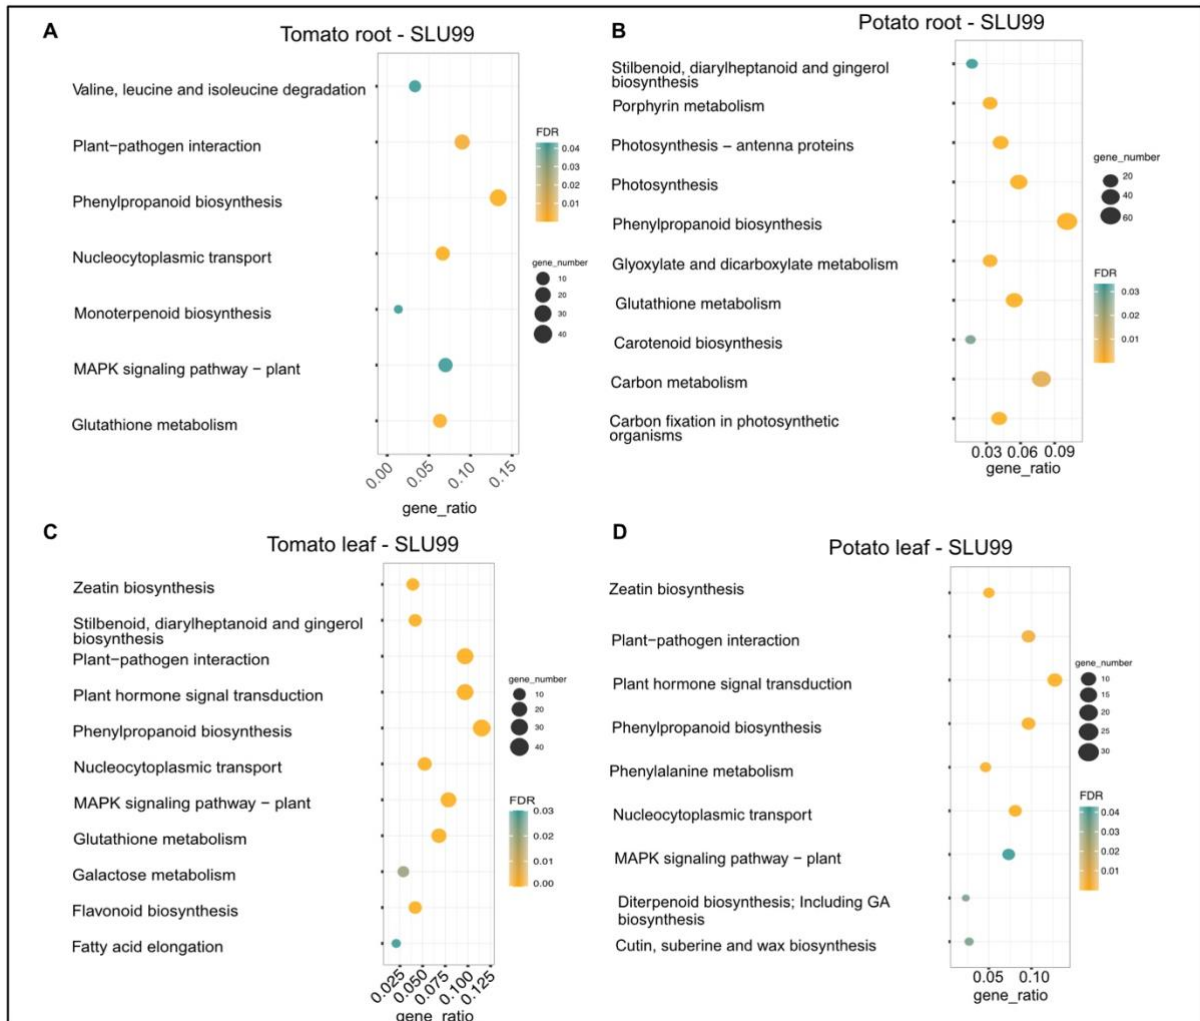 A
Tomato root - SLU99
Valine, leucine and isoleucine degradation
Plant−pathogen interaction
Phenylpropanoid biosynthesis
Nucleocytoplasmic transport
Monoterpenoid biosynthesis
MAPK signaling pathway − plant
Glutathione metabolism
0.00
0.05
0.10
0.15
gene_ratio
FDR
0.04
0.03
0.02
0.01
gene_number
10
20
30
40
B
Potato root - SLU99
Stilbenoid, diarylheptanoid and gingerol
biosynthesis
Porphyrin metabolism
Photosynthesis − antenna proteins
Photosynthesis
Phenylpropanoid biosynthesis
Glyoxylate and dicarboxylate metabolism
Glutathione metabolism
Carotenoid biosynthesis
Carbon metabolism
Carbon fixation in photosynthetic
organisms
0.03 0.06 0.09
gene_ratio
gene_number
20
40
60
FDR
0.03
0.02
0.01
C
Tomato leaf - SLU99
Zeatin biosynthesis
Stilbenoid, diarylheptanoid and gingerol
biosynthesis
Plant−pathogen interaction
Plant hormone signal transduction
Phenylpropanoid biosynthesis
Nucleocytoplasmic transport
MAPK signaling pathway − plant
Glutathione metabolism
Galactose metabolism
Flavonoid biosynthesis
Fatty acid elongation
0.025
0.050
0.075
0.100
0.125
gene_ratio
gene_number
10
20
30
40
FDR
0.03
0.02
0.01
0.00
D
Potato leaf - SLU99
Zeatin biosynthesis
Plant−pathogen interaction
Plant hormone signal transduction
Phenylpropanoid biosynthesis
Phenylalanine metabolism
Nucleocytoplasmic transport
MAPK signaling pathway − plant
Diterpenoid biosynthesis; Including GA
biosynthesis
Cutin, suberine and wax biosynthesis
0.05 0.10
gene_ratio
gene_number
10
15
20
25
30
FDR
0.04
0.03
0.02
0.01